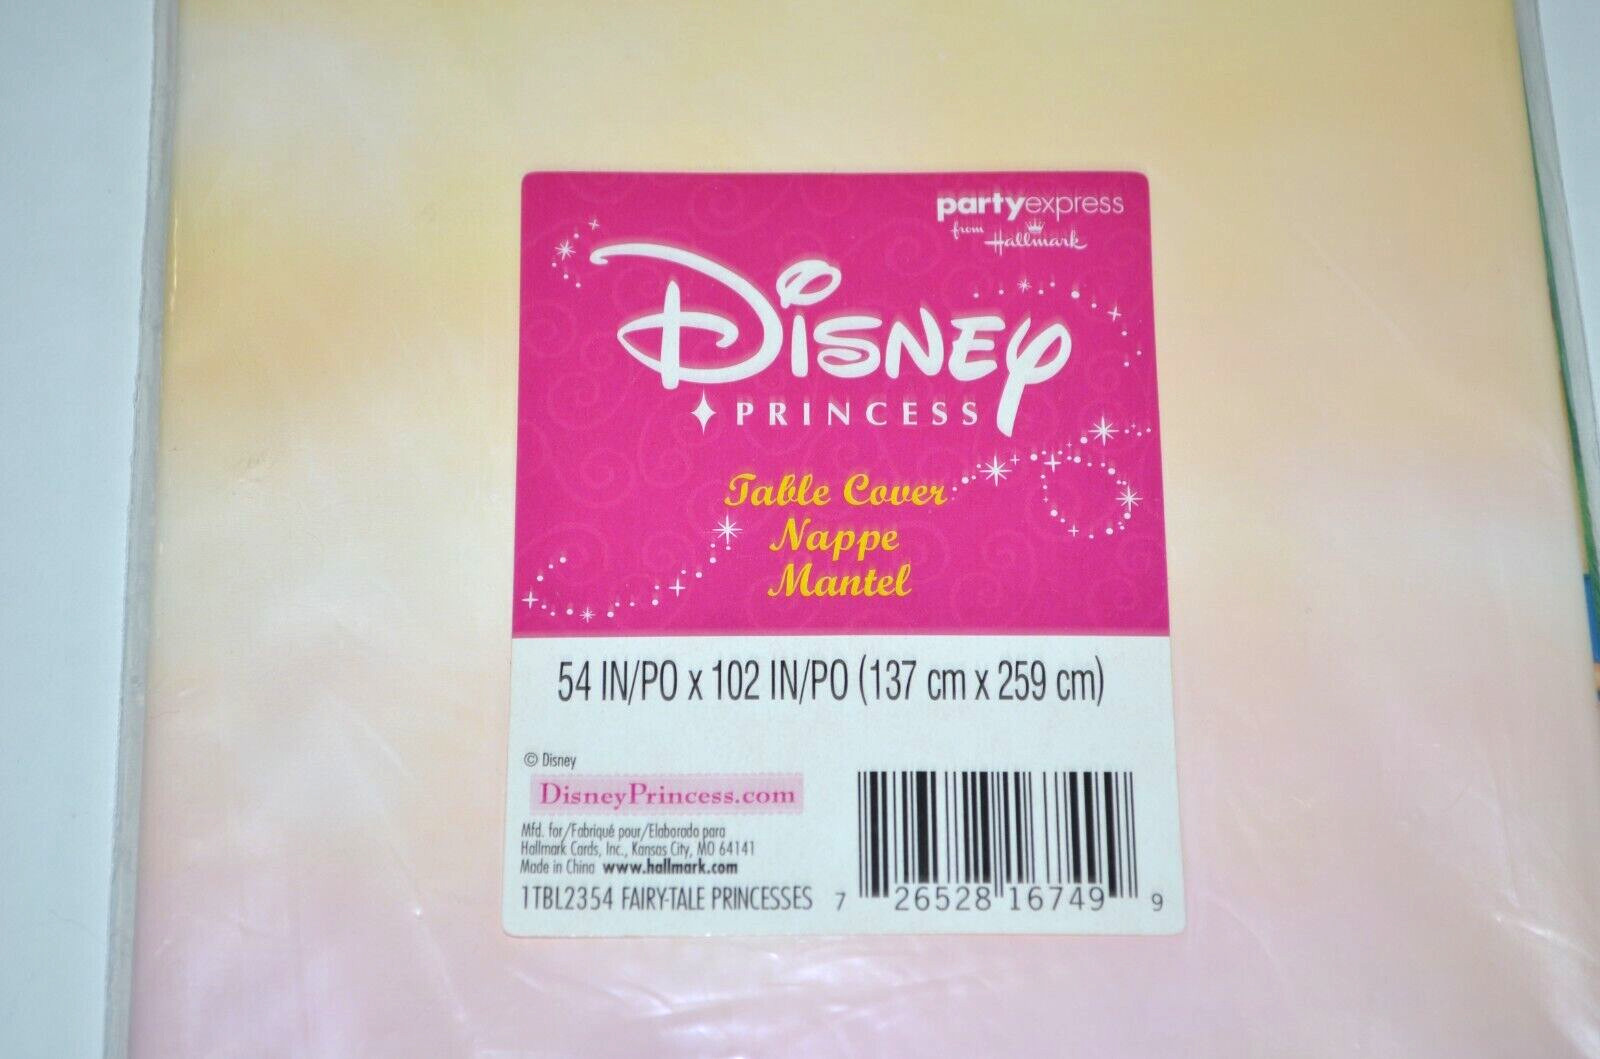 partyexpress
from Hallmark
Disney
PRINCESS
Table Cover
Nappe
Mantel
54 IN/PO x 102 IN/PO (137 cm x 259 cm)
© Disney
DisneyPrincess.com
Mfd. for/Fabriqué pour/Elaborado para
Hallmark Cards, Inc., Kansas City, MO 64141
Made in China www.hallmark.com
1TBL2354 FAIRY-TALE PRINCESSES
7 26528 16749 9